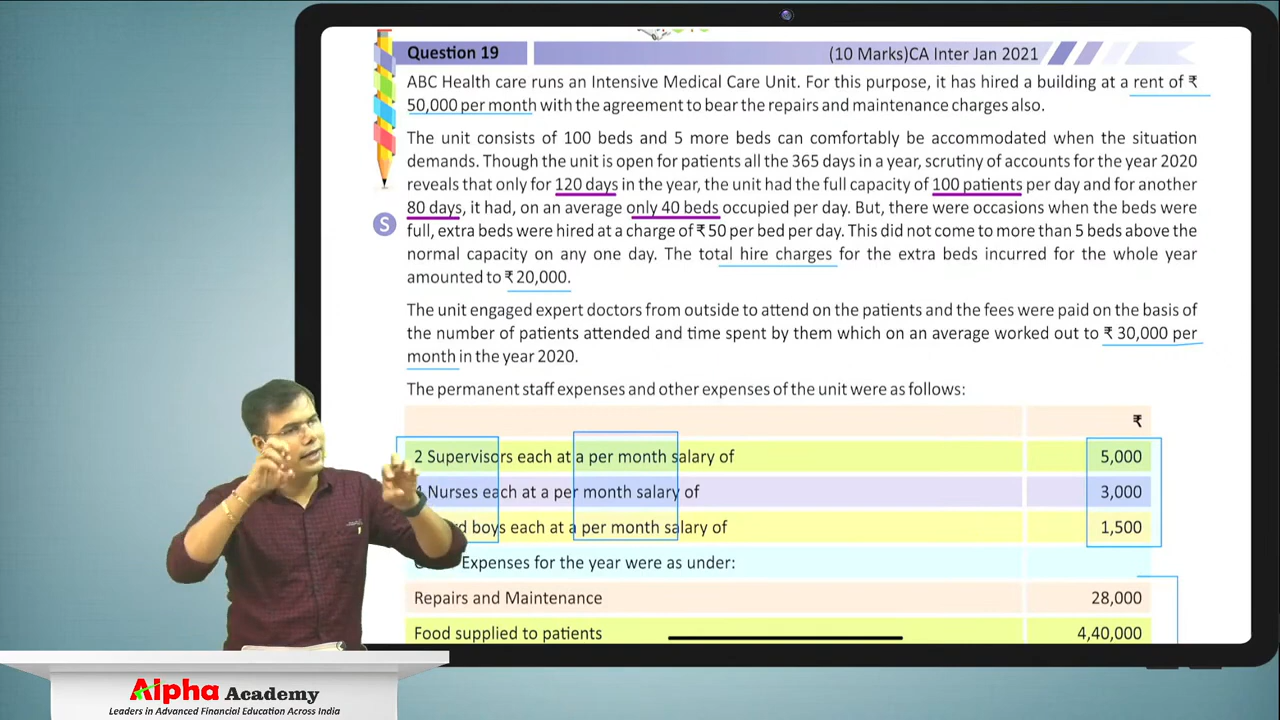 Question 19
(10 Marks)CA Inter Jan 2021
ABC Health care runs an Intensive Medical Care Unit. For this purpose, it has hired a building at a rent of ₹
50,000 per month with the agreement to bear the repairs and maintenance charges also.
The unit consists of 100 beds and 5 more beds can comfortably be accommodated when the situation
demands. Though the unit is open for patients all the 365 days in a year, scrutiny of accounts for the year 2020
reveals that only for 120 days in the year, the unit had the full capacity of 100 patients per day and for another
80 days, it had, on an average only 40 beds occupied per day. But, there were occasions when the beds were
S
full, extra beds were hired at a charge of ₹ 50 per bed per day. This did not come to more than 5 beds above the
normal capacity on any one day. The total hire charges for the extra beds incurred for the whole year
amounted to ₹ 20,000.
The unit engaged expert doctors from outside to attend on the patients and the fees were paid on the basis of
the number of patients attended and time spent by them which on an average worked out to ₹ 30,000 per
month in the year 2020.
The permanent staff expenses and other expenses of the unit were as follows:
₹
2 Supervisors each at a per month salary of 5,000
Nurses each at a per month salary of 3,000
boys each at a per month salary of 1,500
Expenses for the year were as under:
Repairs and Maintenance 28,000
Food supplied to patients 4,40,000
Alpha Academy
Leaders in Advanced Financial Education Across India